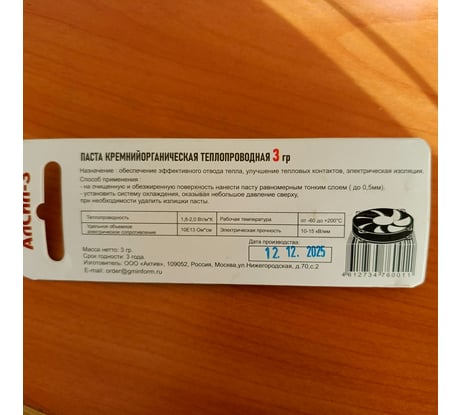 АлСил-3
ПАСТА КРЕМНИЙОРГАНИЧЕСКАЯ ТЕПЛОПРОВОДНАЯ 3 гр
Назначение : обеспечение эффективного отвода тепла, улучшение тепловых контактов, электрическая изоляция.
Способ применения :
- на очищенную и обезжиренную поверхность нанести пасту равномерным тонким слоем ( до 0,5мм).
- установить систему охлаждения, оказывая небольшое давление сверху,
при необходимости удалить излишки пасты.
Теплопроводность 1,8-2,0 Вт/м*К Рабочая температура от -60 до +200°С
Удельное объемное электрическое сопротивление 10Е13 Ом*см Электрическая прочность 10-15 кВ/мм
Масса нетто: 3 гр.
Срок годности: 3 года.
Дата производства:
12. 12. 2025
Изготовитель: ООО «Актив», 109052, Россия, Москва,ул.Нижегородская, д.70,с.2
E-mail: order@gminform.ru
4612734760011